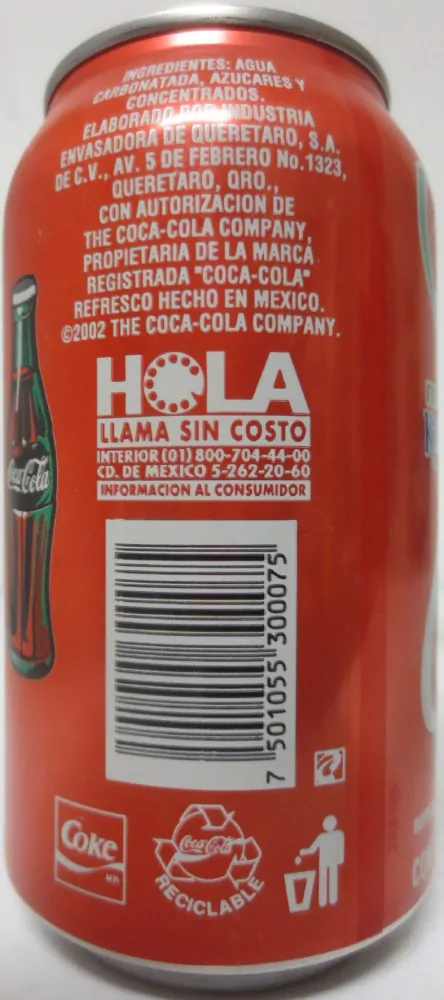 INGREDIENTES: AGUA
CARBONATADA, AZUCARES Y
CONCENTRADOS.
ELABORADO POR INDUSTRIA
ENVASADORA DE QUERETARO, S.A.
DE C.V., AV. 5 DE FEBRERO No.1323,
QUERETARO, QRO.,
CON AUTORIZACION DE
THE COCA-COLA COMPANY,
PROPIETARIA DE LA MARCA
REGISTRADA "COCA-COLA"
REFRESCO HECHO EN MEXICO.
©2002 THE COCA-COLA COMPANY.
HOLA
LLAMA SIN COSTO
INTERIOR (01) 800-704-44-00
CD. DE MEXICO 5-262-20-60
INFORMACION AL CONSUMIDOR
Coca-Cola
7 501055 300075
Coke
M.R.
Coca-Cola
RECICLABLE